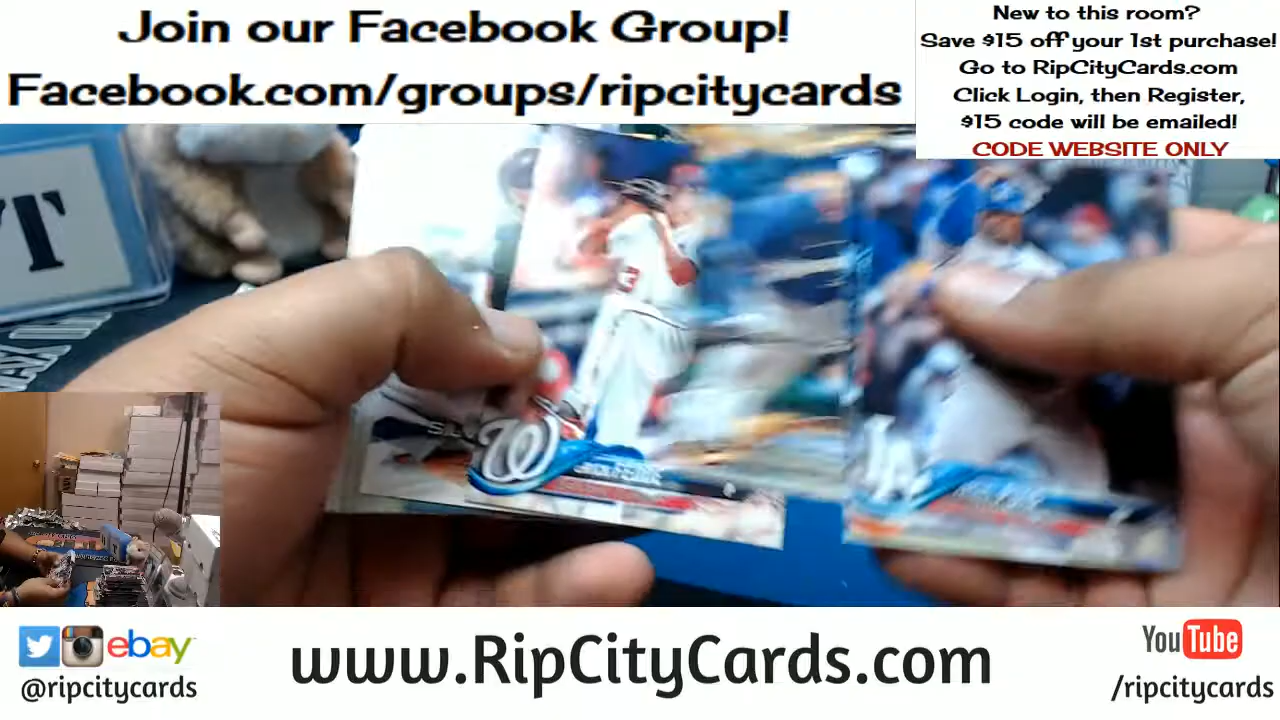 Join our Facebook Group!
Facebook.com/groups/ripcitycards
New to this room?
Save $15 off your 1st purchase!
Go to RipCityCards.com
Click Login, then Register,
$15 code will be emailed!
CODE WEBSITE ONLY
T
W
LA
ebay
@ripcitycards
www.RipCityCards.com
YouTube
/ripcitycards